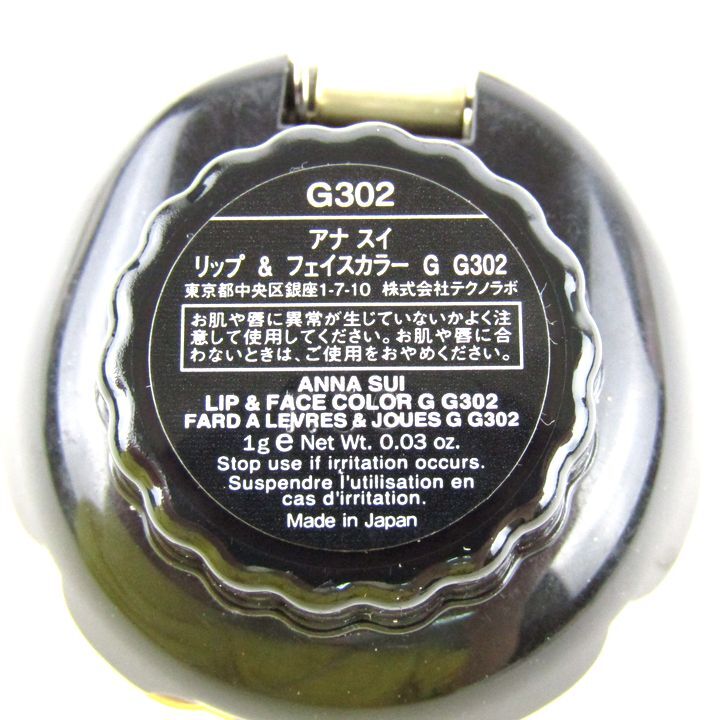 G302
アナ スイ
リップ & フェイスカラー G G302
東京都中央区銀座1-7-10 株式会社テクノラボ
お肌や唇に異常が生じていないかよく注
意して使用してください。お肌や唇に合
わないときは、ご使用をおやめください。
ANNA SUI
LIP & FACE COLOR G G302
FARD A LEVRES & JOUES G G302
1g ℮ Net Wt. 0.03 oz.
Stop use if irritation occurs.
Suspendre l'utilisation en
cas d'irritation.
Made in Japan